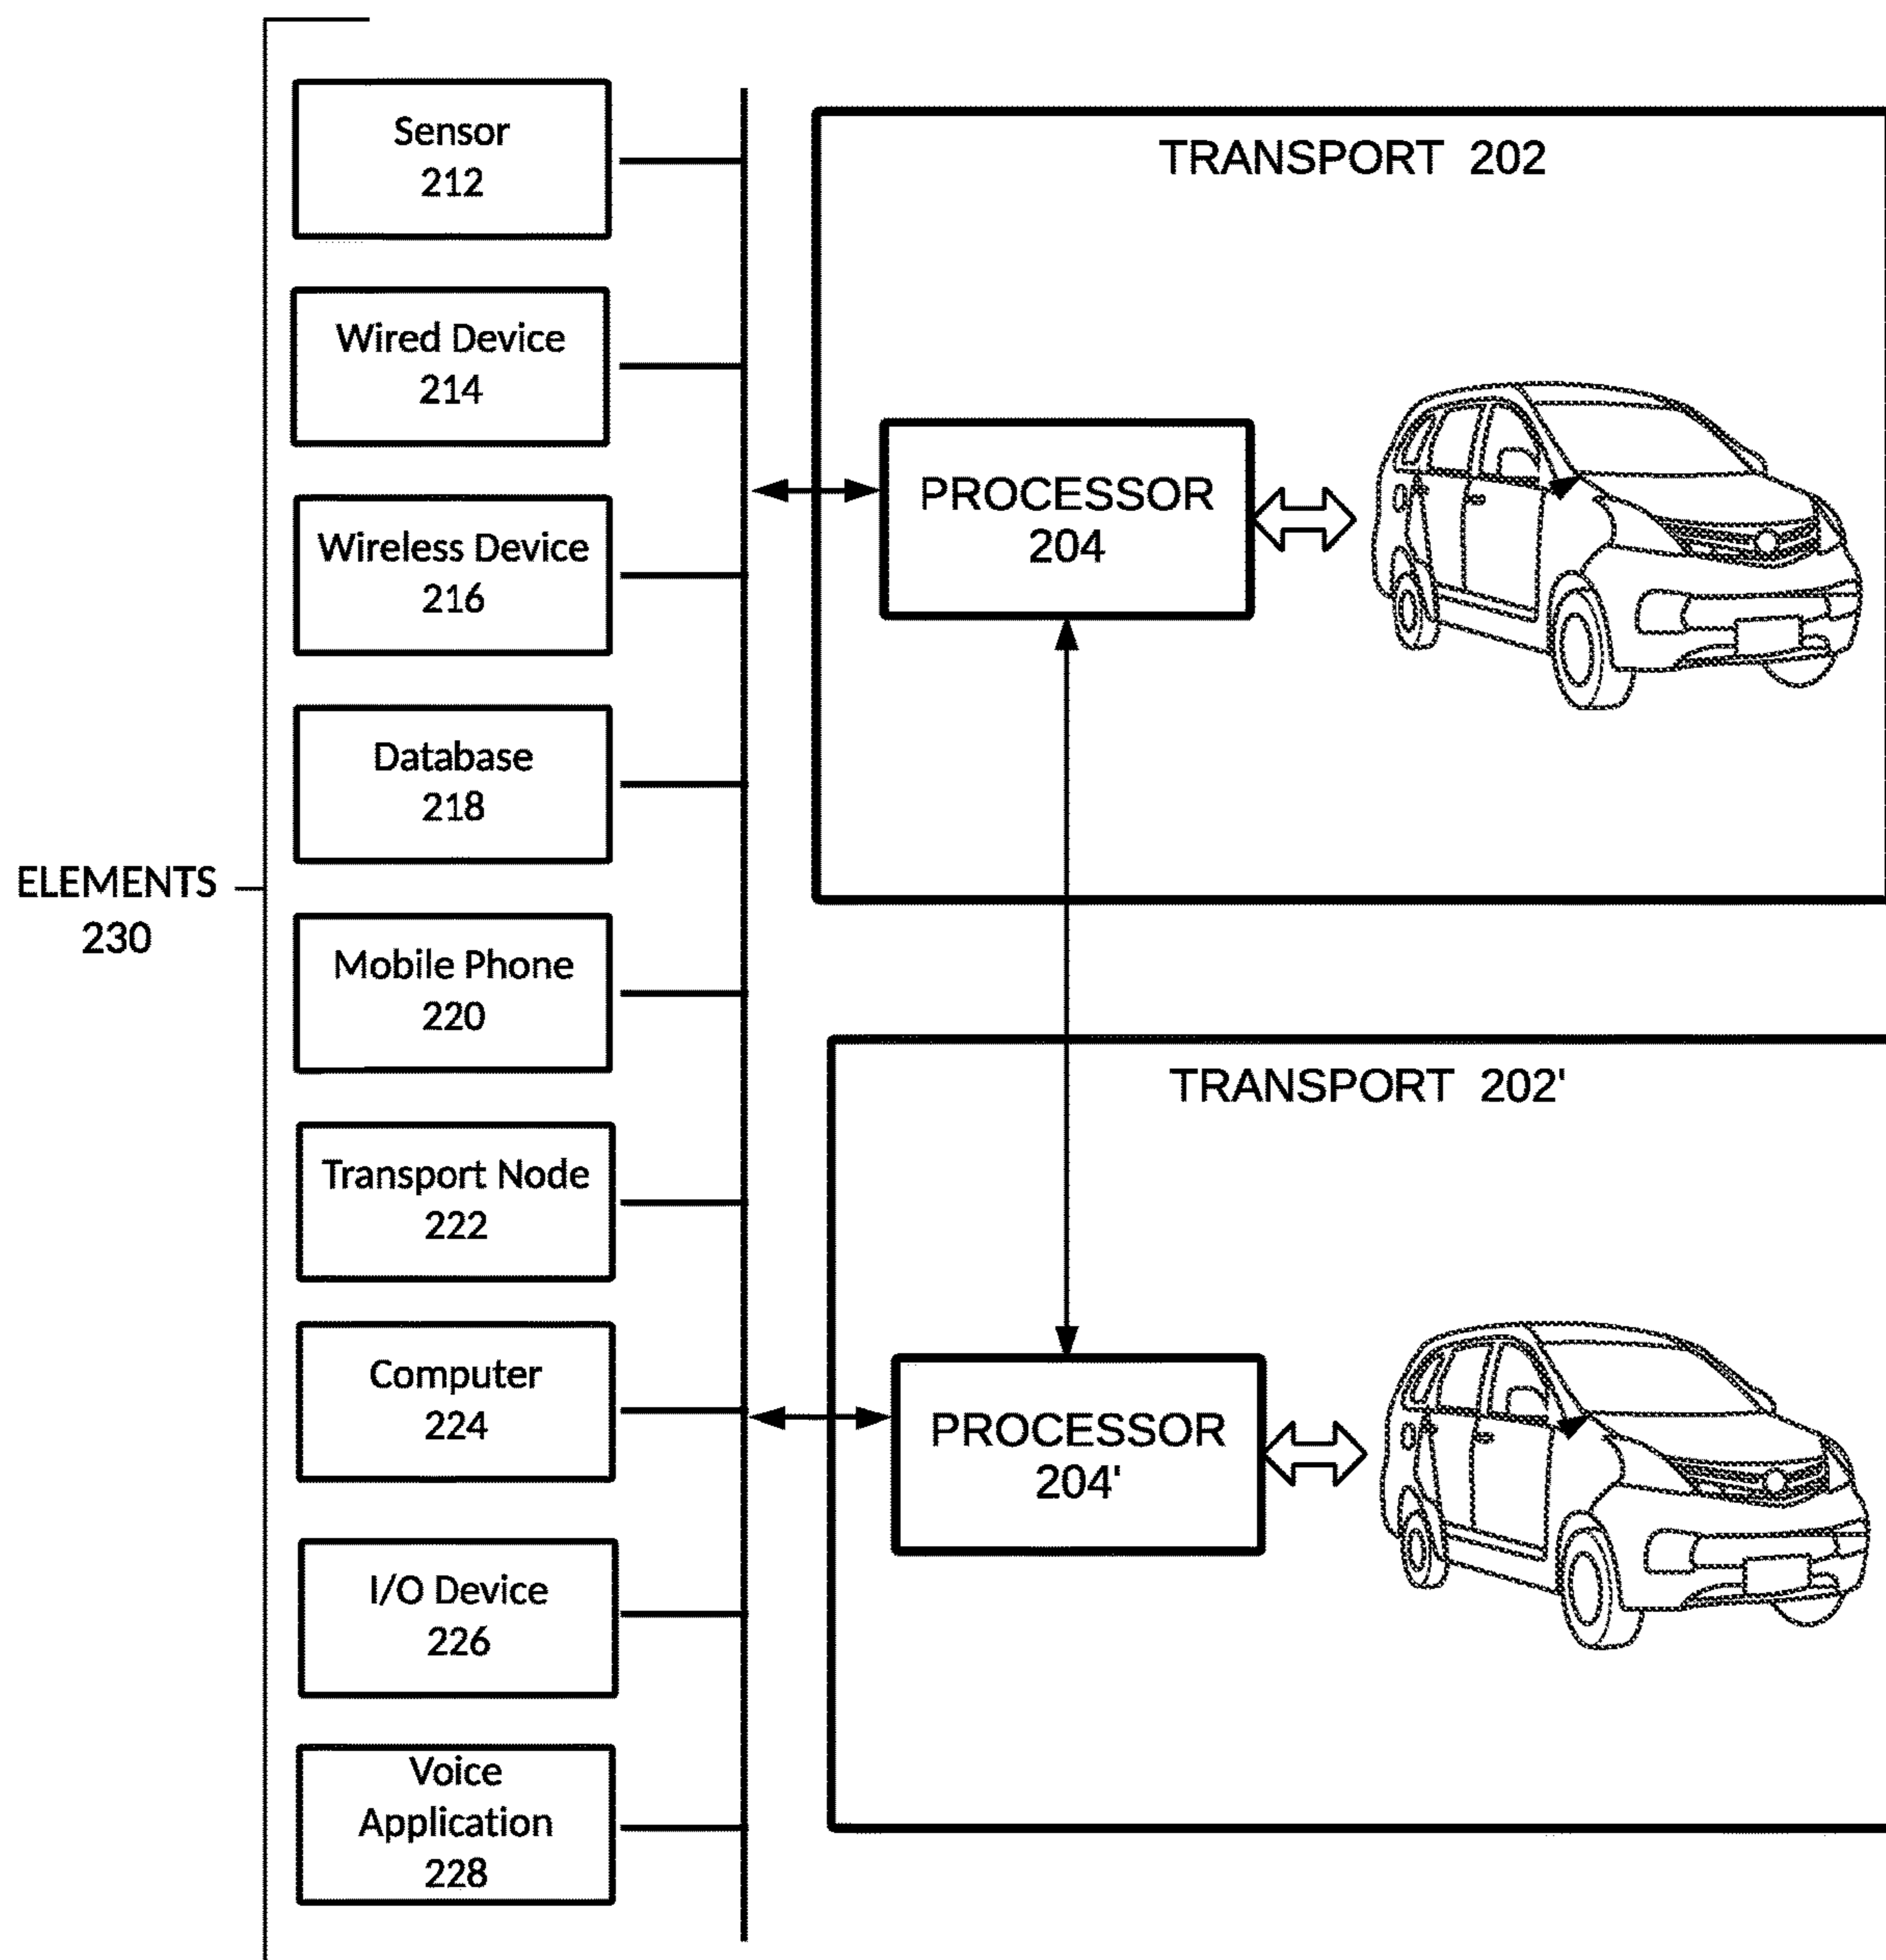 Sensor
212
Wired Device
214
Wireless Device
216
Database
218
ELEMENTS
230
Mobile Phone
220
Transport Node
222
Computer
224
I/O Device
226
Voice
Application
228
TRANSPORT 202
PROCESSOR
204
TRANSPORT 202'
PROCESSOR
204'